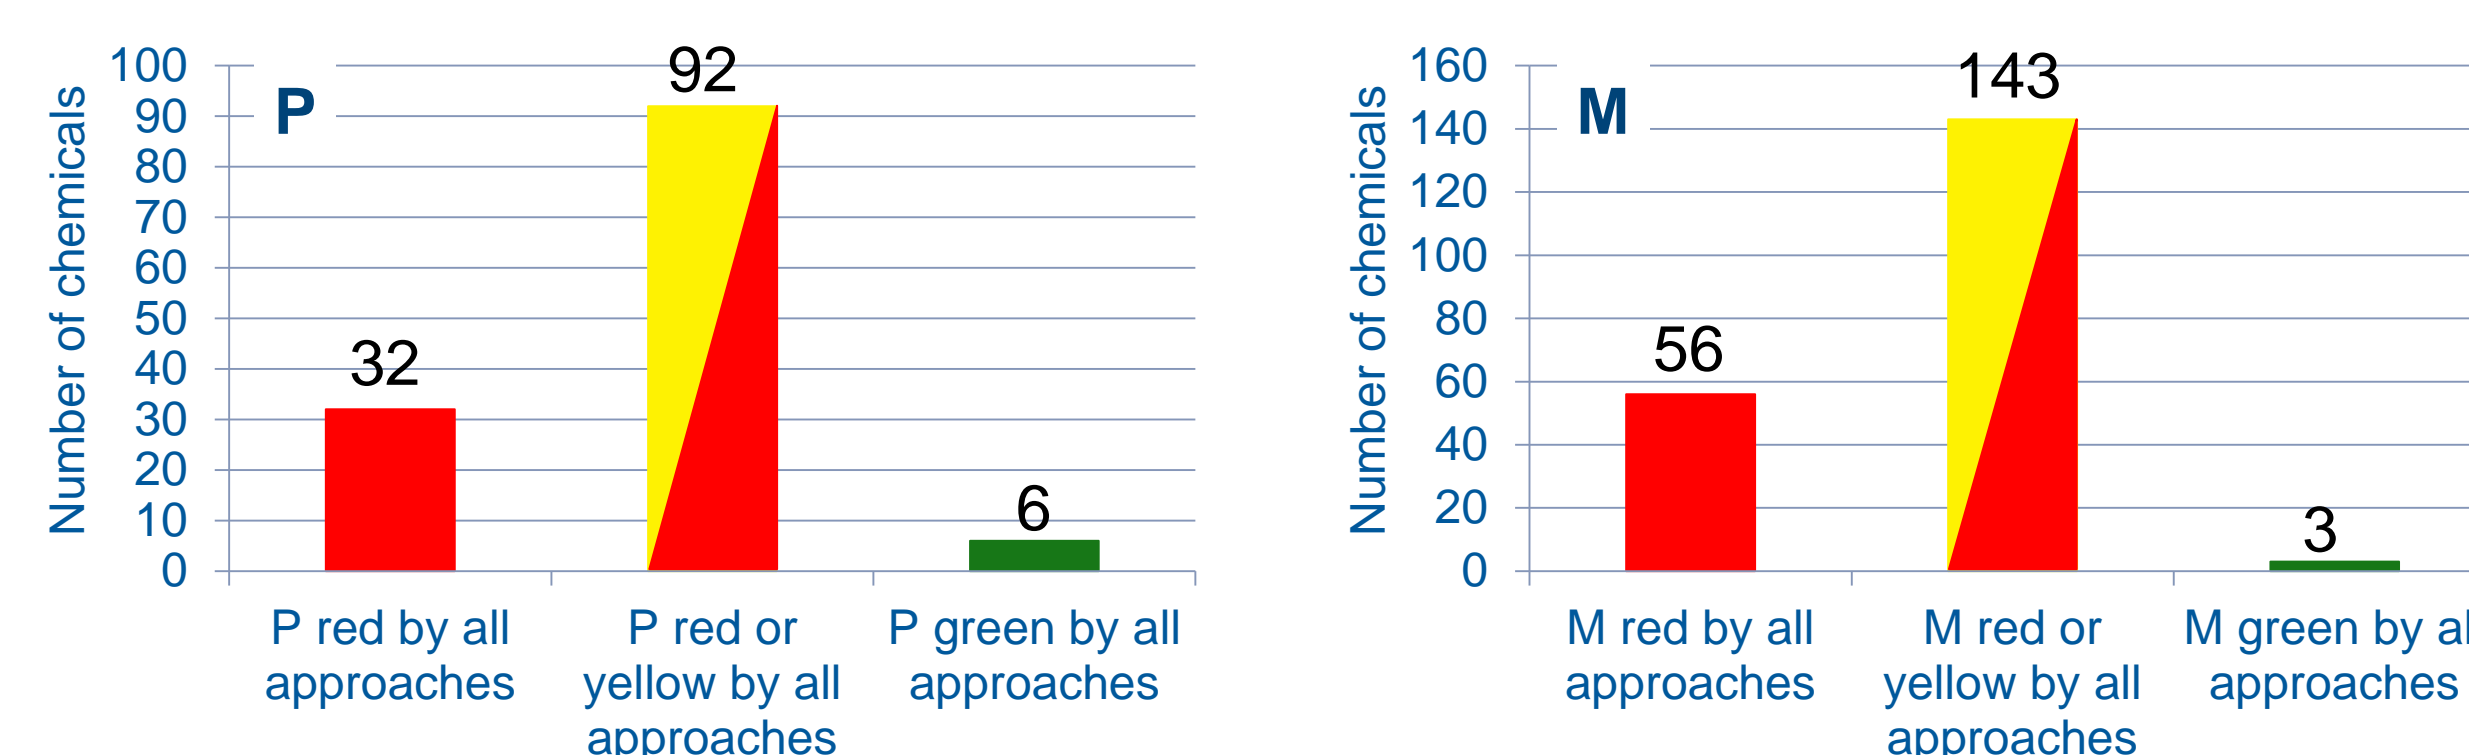 Number of chemicals
100
90
80
70
60
50
40
30
20
10
0
P
32
92
6
P red by all
approaches
P red or
yellow by all
approaches
P green by all
approaches
Number of chemicals
160
140
120
100
80
60
40
20
0
M
56
143
3
M red by all
approaches
M red or
yellow by all
approaches
M green by al
approaches